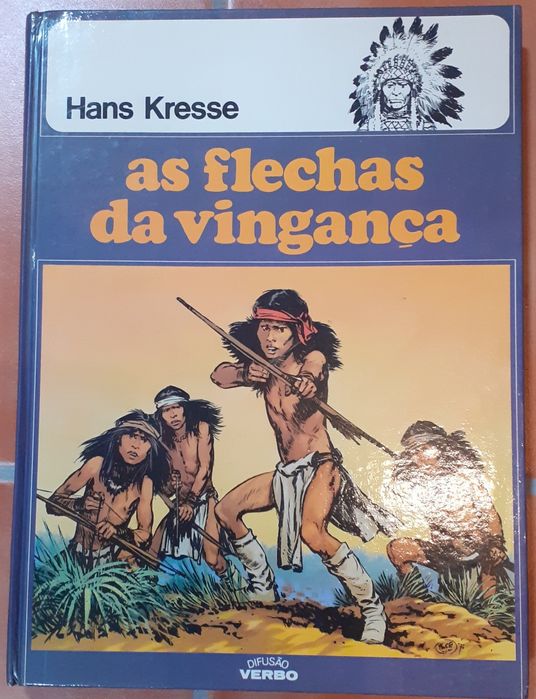 Hans Kresse
as flechas
da vingança
DIFUSÃO
VERBO